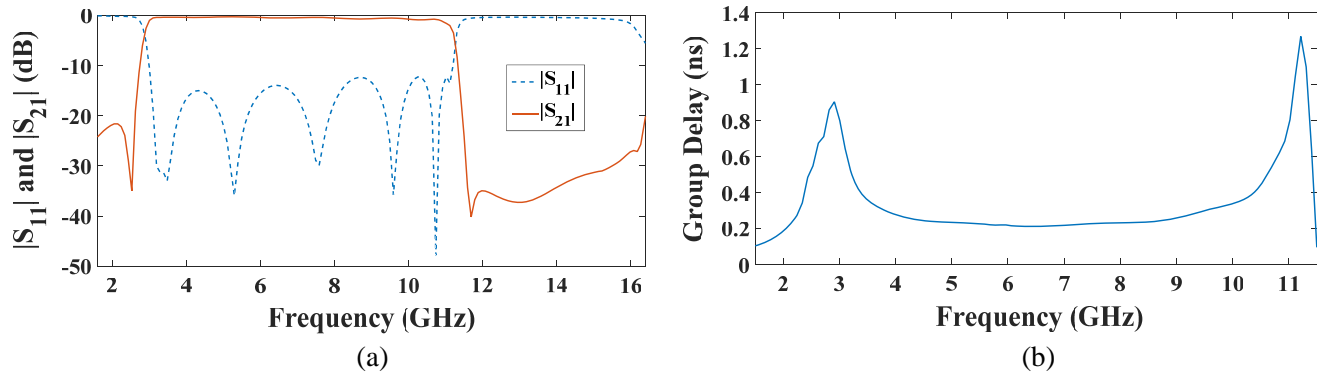 |S11| and |S21| (dB)
0
-10
-20
-30
-40
-50
|S11|
|S21|
2 4 6 8 10 12 14 16
Frequency (GHz)
(a)
Group Delay (ns)
1.4
1.2
1
0.8
0.6
0.4
0.2
0
2 3 4 5 6 7 8 9 10 11
Frequency (GHz)
(b)